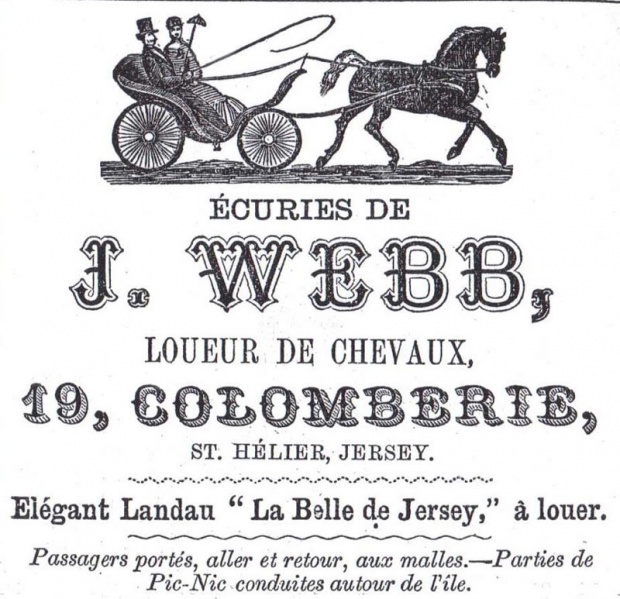 ÉCURIES DE
J. WEBB,
LOUEUR DE CHEVAUX,
19, COLOMBERIE,
ST. HÉLIER, JERSEY.
Elégant Landau “ La Belle de Jersey,” à louer.
Passagers portés, aller et retour, aux malles.—Parties de
Pic-Nic conduites autour de l’île.